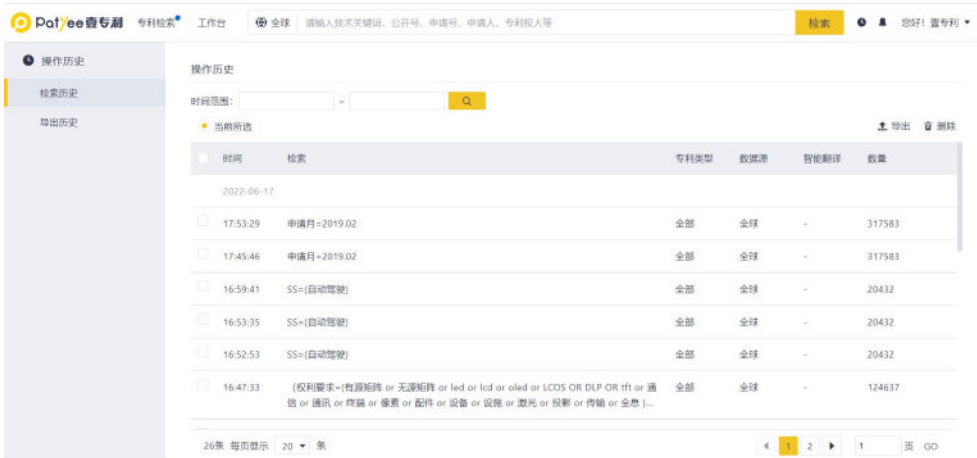 Patyee壹专利 专利检索 工作台 全球 请输入技术关键词、公开号、申请号、申请人、专利权人等 检索 您好！壹专利
操作历史
检索历史
导出历史
操作历史
时间范围： ~
当前所选 导出 删除
时间 检索 专利类型 数据源 智能翻译 数量
2022-06-17
17:53:29 申请月=2019.02 全部 全球 - 317583
17:45:46 申请月=2019.02 全部 全球 - 317583
16:59:41 SS=(自动驾驶) 全部 全球 - 20432
16:53:35 SS=(自动驾驶) 全部 全球 - 20432
16:52:53 SS=(自动驾驶) 全部 全球 - 20432
16:47:33 (权利要求=(有源矩阵 or 无源矩阵 or led or lcd or oled or LCOS OR DLP OR tft or 通 全部 全球 - 124637
信 or 通讯 or 终端 or 像素 or 配件 or 设备 or 设施 or 激光 or 投影 or 传输 or 全息 )...
26条 每页显示 20 条 1 2 1 页 GO